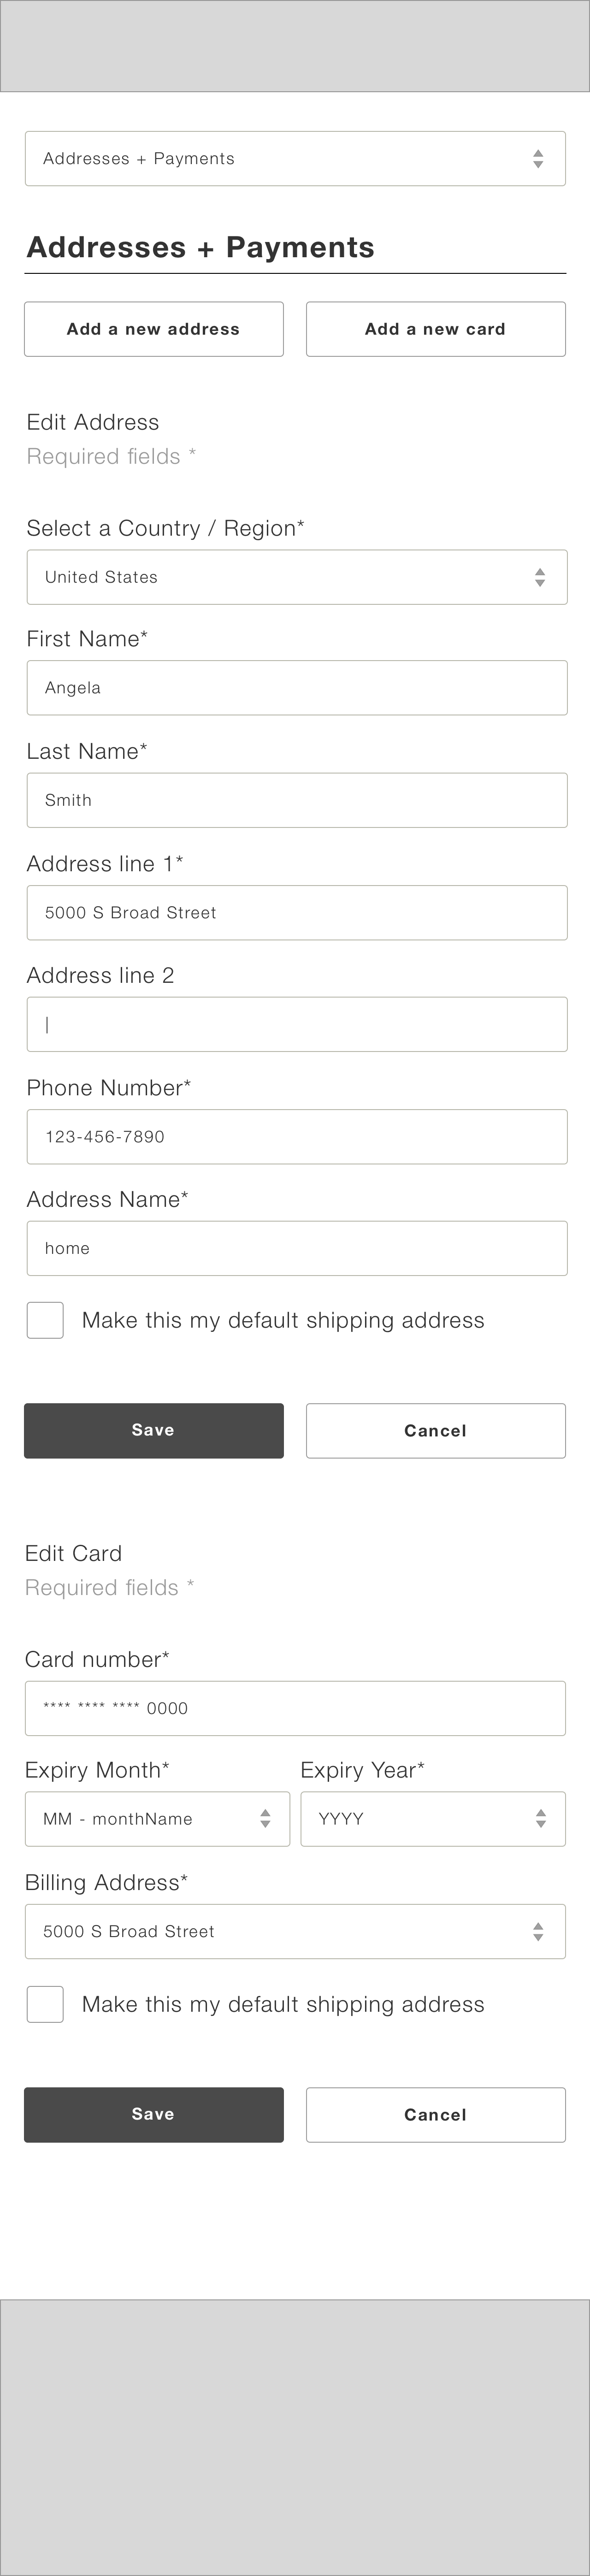 Addresses + Payments
Addresses + Payments
Add a new address Add a new card
Edit Address
Required fields *
Select a Country / Region*
United States
First Name*
Angela
Last Name*
Smith
Address line 1*
5000 S Broad Street
Address line 2
|
Phone Number*
123-456-7890
Address Name*
home
Make this my default shipping address
Save Cancel
Edit Card
Required fields *
Card number*
**** **** **** 0000
Expiry Month* Expiry Year*
MM - monthName YYYY
Billing Address*
5000 S Broad Street
Make this my default shipping address
Save Cancel